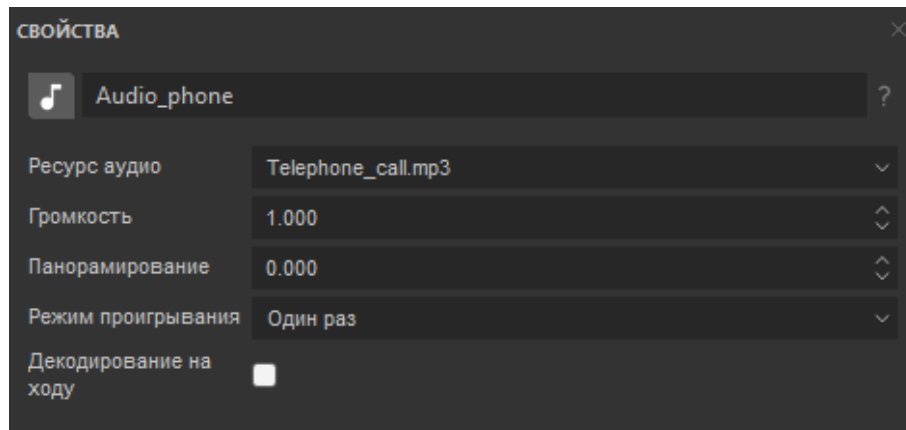 СВОЙСТВА
Audio_phone
?
Ресурс аудио Telephone_call.mp3
Громкость 1.000
Панорамирование 0.000
Режим проигрывания Один раз
Декодирование на
ходу